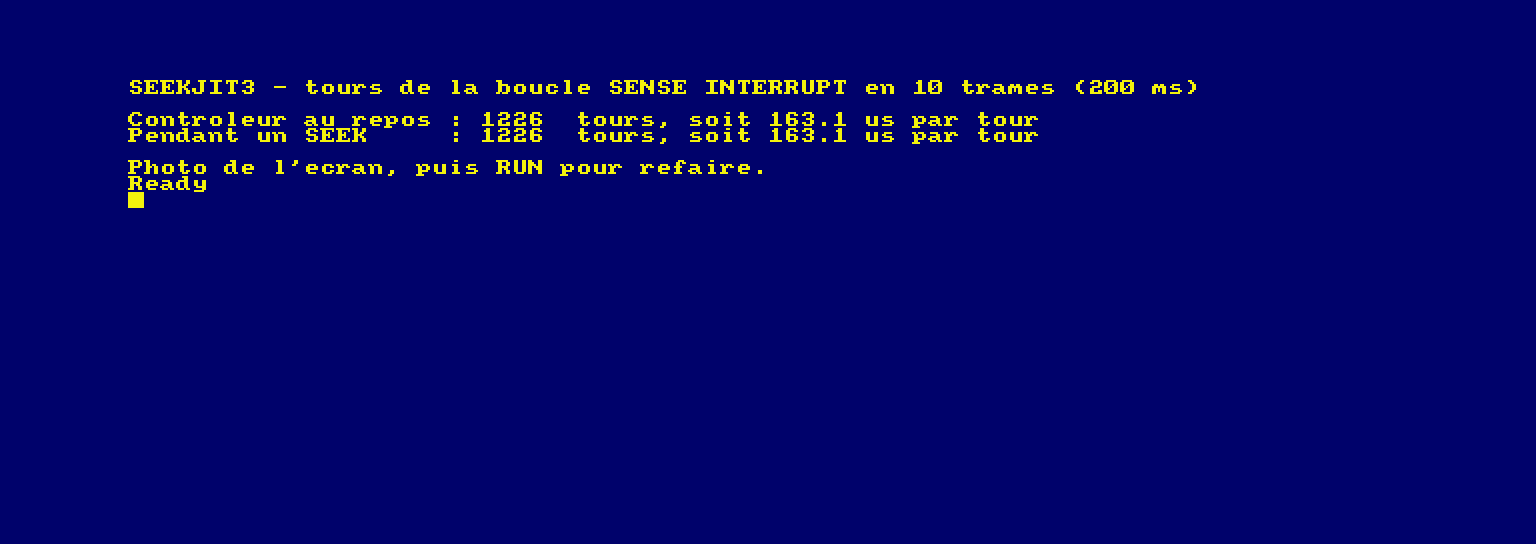 SEEKJIT3 - tours de la boucle SENSE INTERRUPT en 10 trames (200 ms)
Controleur au repos : 1226  tours, soit 163.1 us par tour
Pendant un SEEK     : 1226  tours, soit 163.1 us par tour
Photo de l'ecran, puis RUN pour refaire.
Ready